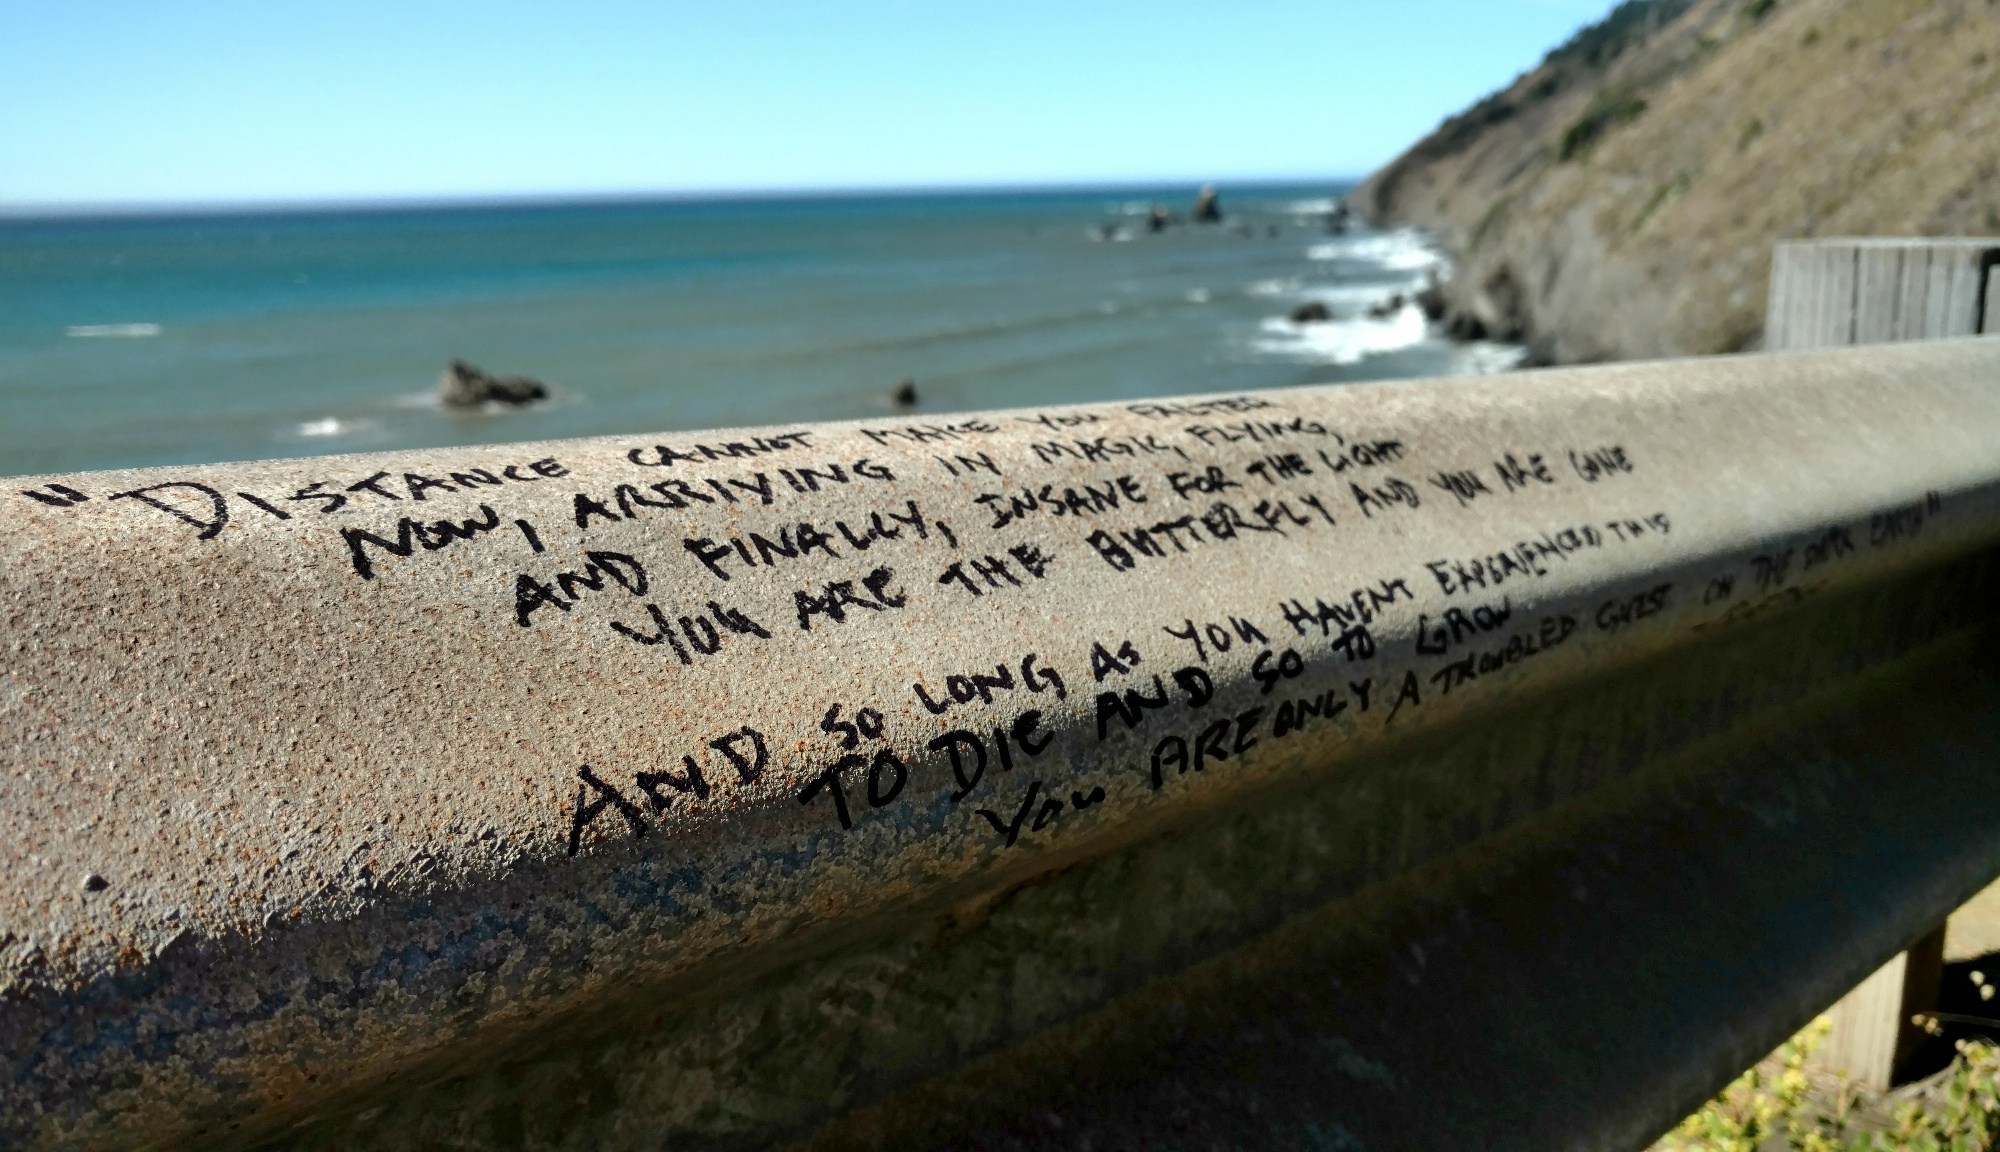 "DISTANCE CANNOT MAKE YOU FALTER
NOW, ARRIVING IN MAGIC, FLYING,
AND FINALLY, INSANE FOR THE LIGHT
YOU ARE THE BUTTERFLY AND YOU ARE GONE
AND SO LONG AS YOU HAVENT EXPERIENCED THIS
TO DIE AND SO TO GROW
YOU ARE ONLY A TROUBLED GUEST ON THE DARK EARTH"